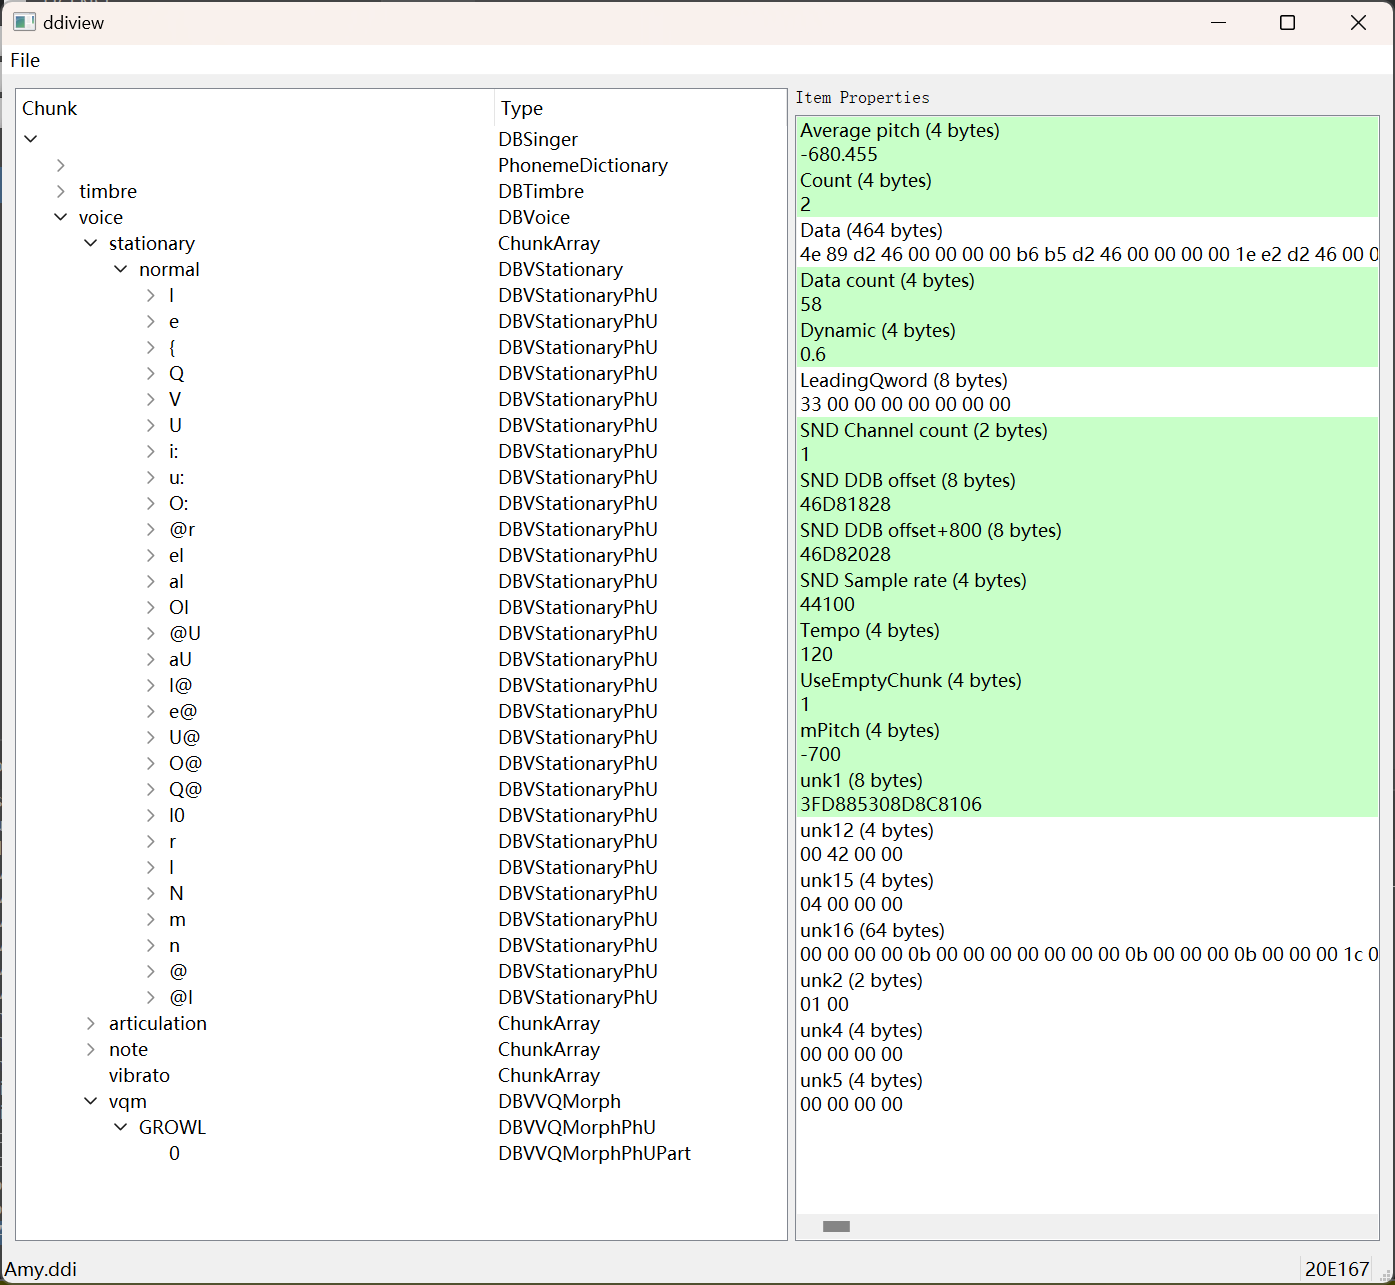 ddiview
File
Chunk Type
DBSinger
PhonemeDictionary
timbre DBTimbre
voice DBVoice
stationary ChunkArray
normal DBVStationary
I DBVStationaryPhU
e DBVStationaryPhU
{ DBVStationaryPhU
Q DBVStationaryPhU
V DBVStationaryPhU
U DBVStationaryPhU
i: DBVStationaryPhU
u: DBVStationaryPhU
O: DBVStationaryPhU
@r DBVStationaryPhU
eI DBVStationaryPhU
aI DBVStationaryPhU
OI DBVStationaryPhU
@U DBVStationaryPhU
aU DBVStationaryPhU
I@ DBVStationaryPhU
e@ DBVStationaryPhU
U@ DBVStationaryPhU
O@ DBVStationaryPhU
Q@ DBVStationaryPhU
l0 DBVStationaryPhU
r DBVStationaryPhU
l DBVStationaryPhU
N DBVStationaryPhU
m DBVStationaryPhU
n DBVStationaryPhU
@ DBVStationaryPhU
@l DBVStationaryPhU
articulation ChunkArray
note ChunkArray
vibrato ChunkArray
vqm DBVVQMorph
GROWL DBVVQMorphPhU
0 DBVVQMorphPhUPart
Item Properties
Average pitch (4 bytes)
-680.455
Count (4 bytes)
2
Data (464 bytes)
4e 89 d2 46 00 00 00 00 b6 b5 d2 46 00 00 00 00 1e e2 d2 46 00 0
Data count (4 bytes)
58
Dynamic (4 bytes)
0.6
LeadingQword (8 bytes)
33 00 00 00 00 00 00 00
SND Channel count (2 bytes)
1
SND DDB offset (8 bytes)
46D81828
SND DDB offset+800 (8 bytes)
46D82028
SND Sample rate (4 bytes)
44100
Tempo (4 bytes)
120
UseEmptyChunk (4 bytes)
1
mPitch (4 bytes)
-700
unk1 (8 bytes)
3FD885308D8C8106
unk12 (4 bytes)
00 42 00 00
unk15 (4 bytes)
04 00 00 00
unk16 (64 bytes)
00 00 00 00 0b 00 00 00 00 00 00 00 0b 00 00 00 0b 00 00 00 1c 0
unk2 (2 bytes)
01 00
unk4 (4 bytes)
00 00 00 00
unk5 (4 bytes)
00 00 00 00
Amy.ddi
20E167